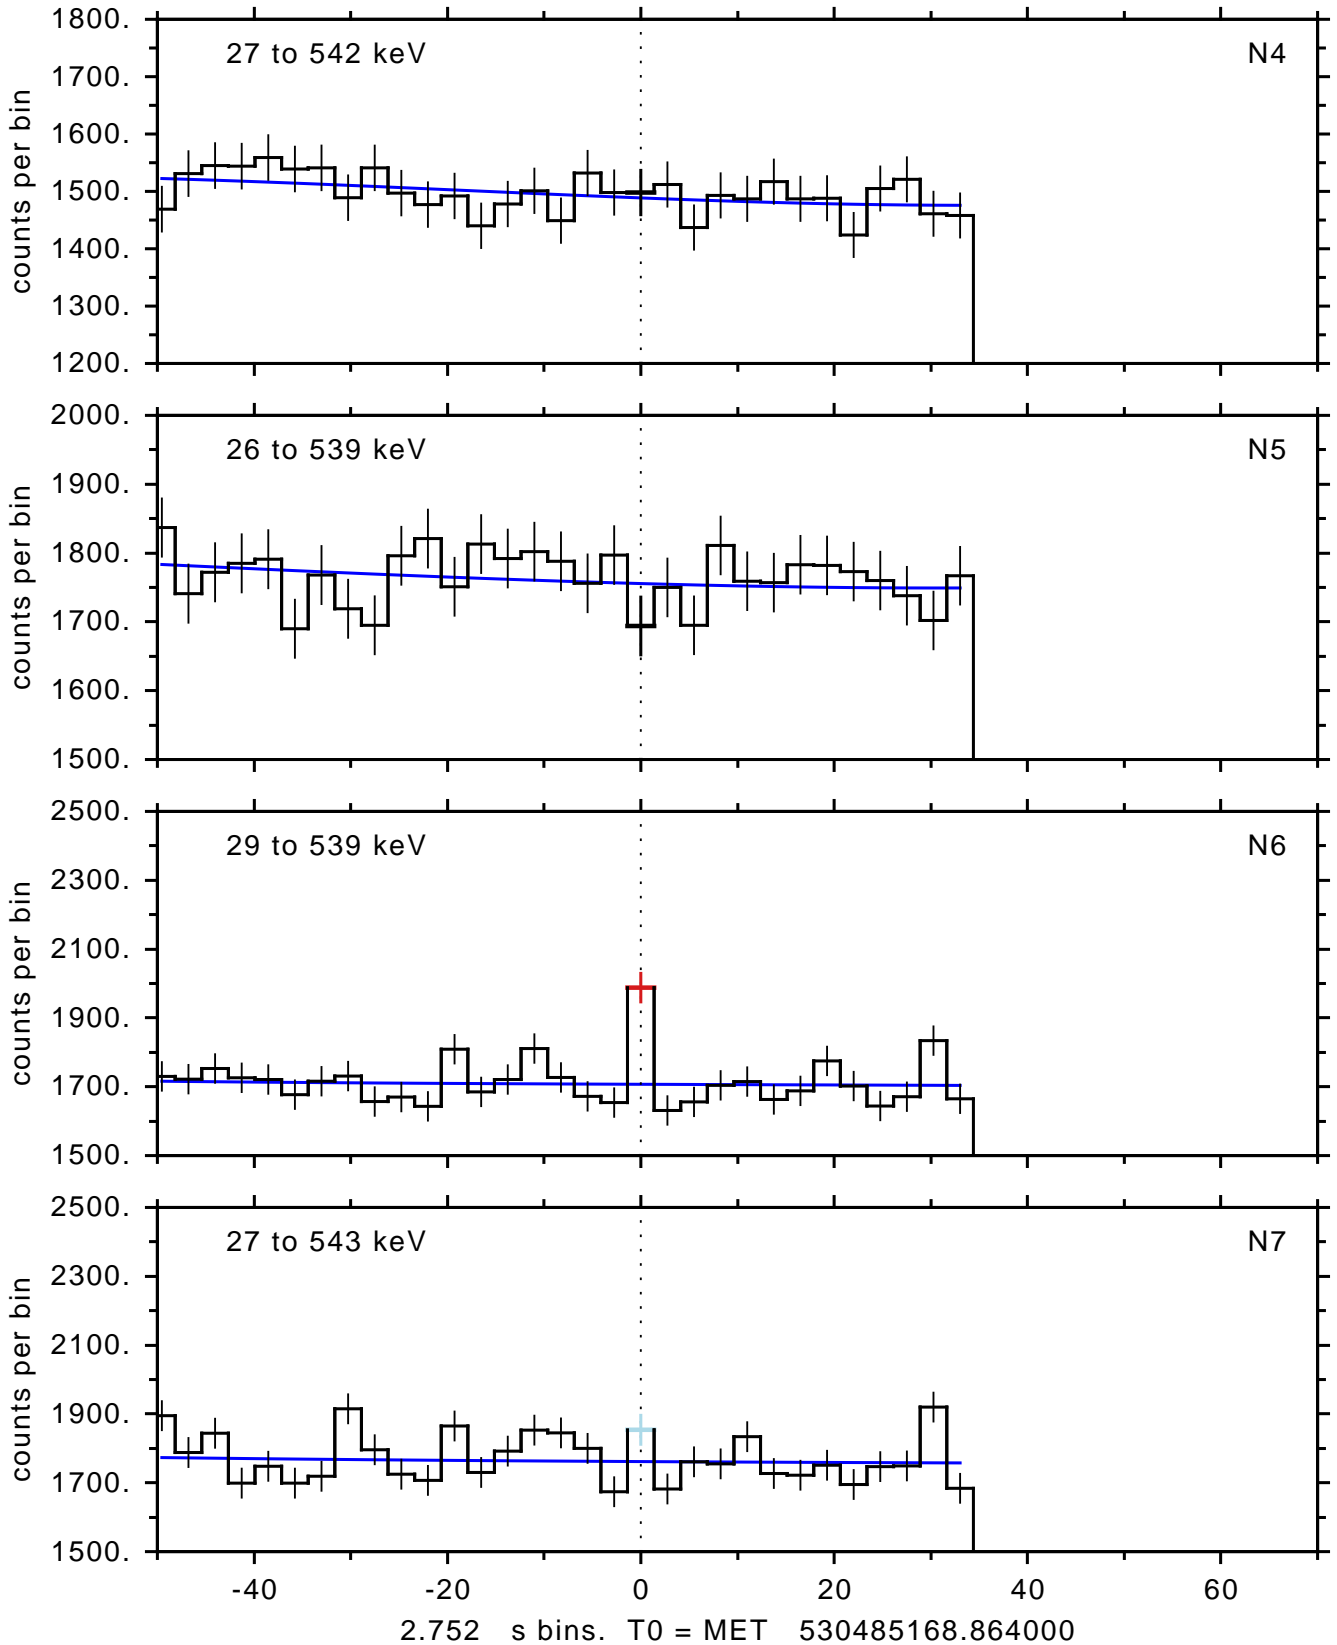 1800.
27 to 542 keV N4
1700.
1600.
1500.
1400.
1300.
1200.
counts per bin
2000.
26 to 539 keV N5
1900.
1800.
1700.
1600.
1500.
counts per bin
2500.
29 to 539 keV N6
2300.
2100.
1900.
1700.
1500.
counts per bin
2500.
27 to 543 keV N7
2300.
2100.
1900.
1700.
1500.
counts per bin
-40 -20 0 20 40 60
2.752 s bins. T0 = MET 530485168.864000